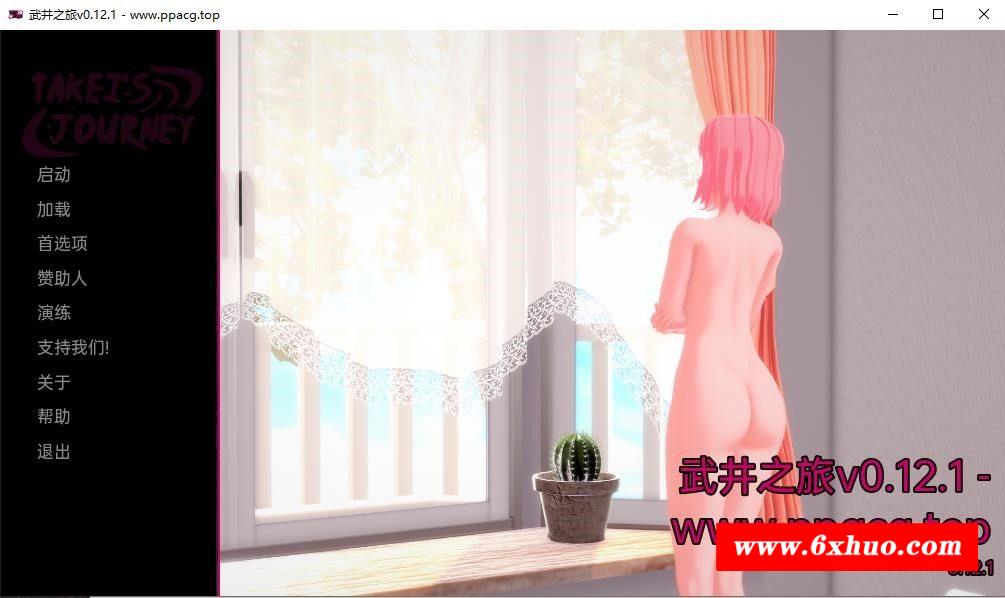 武井之旅v0.12.1 - www.ppacg.top
TAKEI'S
JOURNEY
启动
加载
首选项
赞助人
演练
支持我们!
关于
帮助
退出
武井之旅v0.12.1 -
www.ppacg.top
www.6xhuo.com
0.12.1